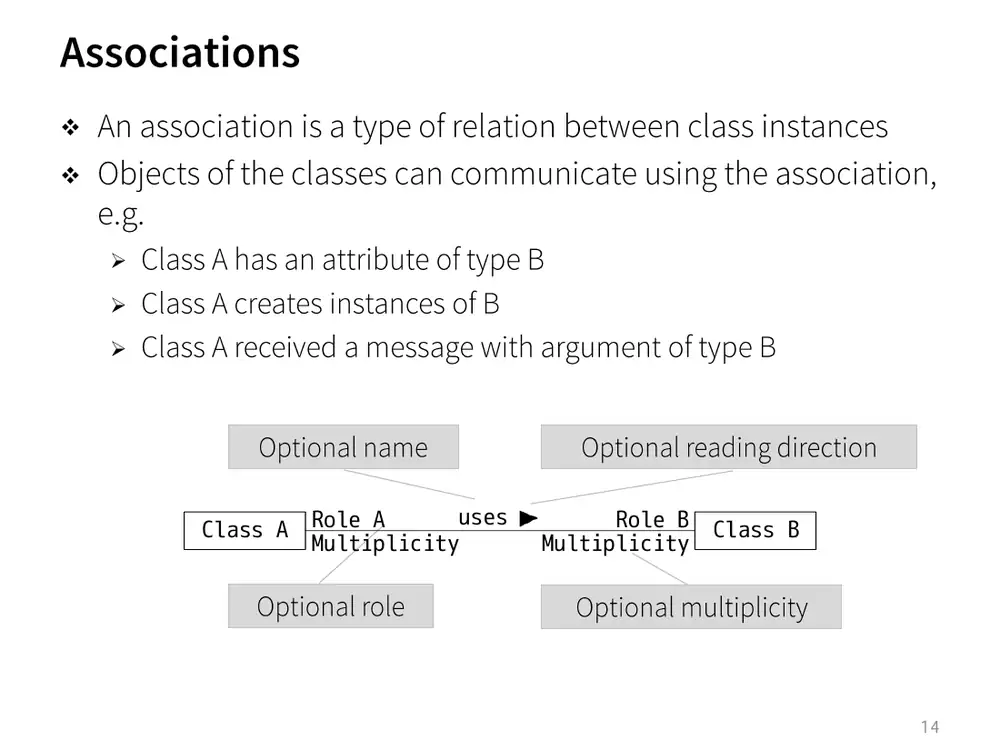 Associations
❖ An association is a type of relation between class instances
❖ Objects of the classes can communicate using the association,
e.g.
➢ Class A has an attribute of type B
➢ Class A creates instances of B
➢ Class A received a message with argument of type B
Optional name
Optional reading direction
Class A
Role A
uses ▶
Role B
Class B
Multiplicity
Multiplicity
Optional role
Optional multiplicity
14